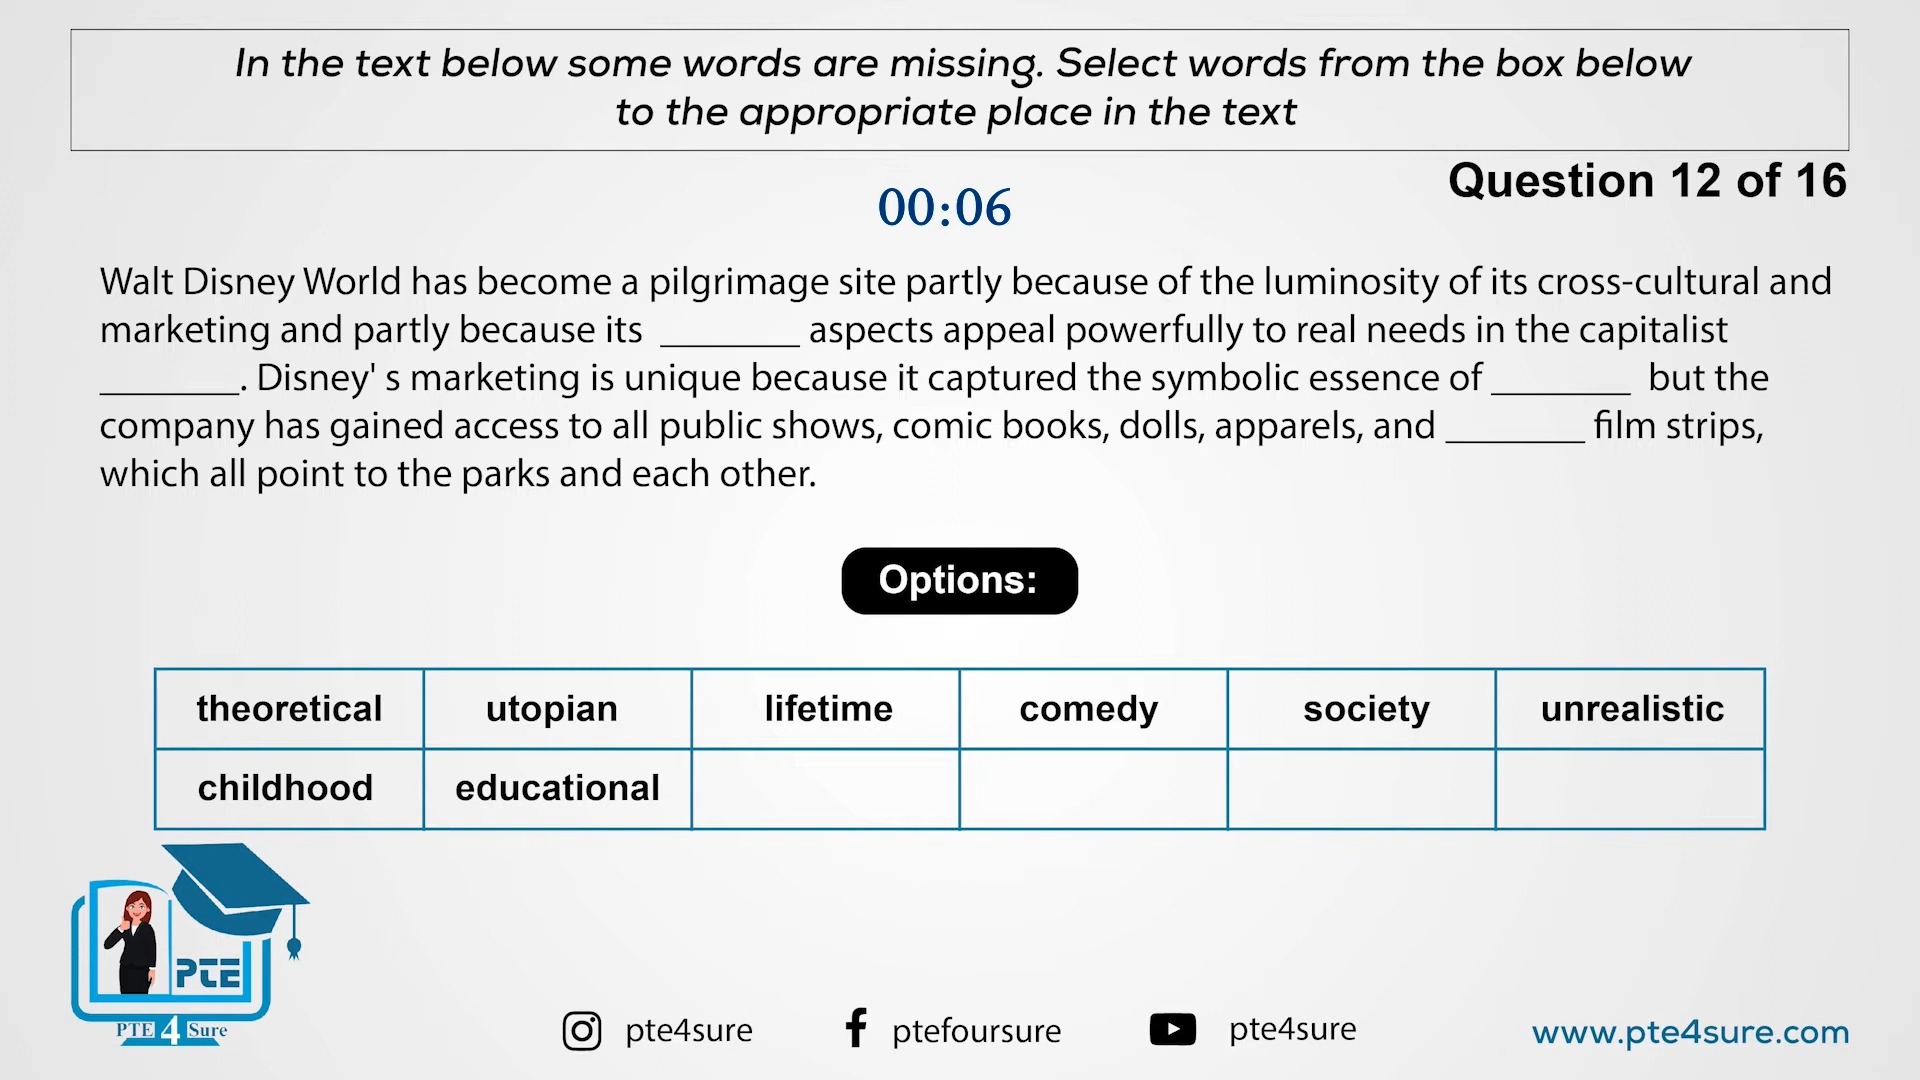 In the text below some words are missing. Select words from the box below
to the appropriate place in the text
Question 12 of 16
00:06
Walt Disney World has become a pilgrimage site partly because of the luminosity of its cross-cultural and
marketing and partly because its _______ aspects appeal powerfully to real needs in the capitalist
_______. Disney' s marketing is unique because it captured the symbolic essence of _______ but the
company has gained access to all public shows, comic books, dolls, apparels, and _______ film strips,
which all point to the parks and each other.
Options:
theoretical utopian lifetime comedy society unrealistic
childhood educational
PTE
PTE 4 Sure
pte4sure ptefoursure pte4sure www.pte4sure.com